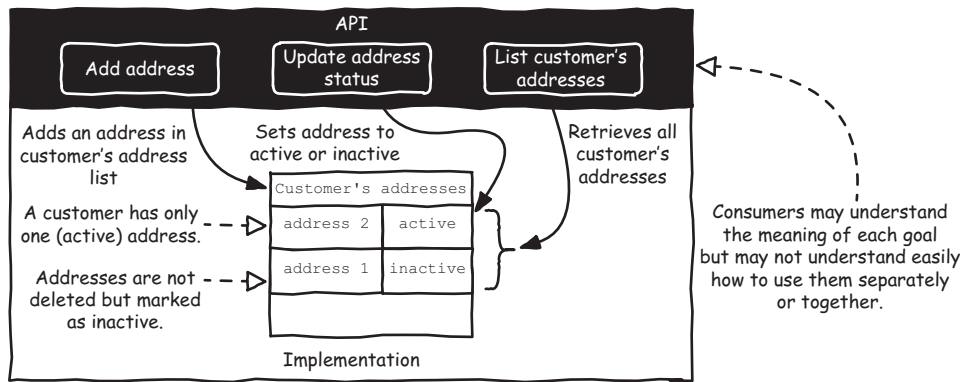 API
Add address
Update address
status
List customer's
addresses
Adds an address in
customer's address
list
Sets address to
active or inactive
Retrieves all
customer's
addresses
Customer's addresses
A customer has only
one (active) address.
address 2
active
Addresses are not
deleted but marked
as inactive.
address 1
inactive
Implementation
Consumers may understand
the meaning of each goal
but may not understand easily
how to use them separately
or together.